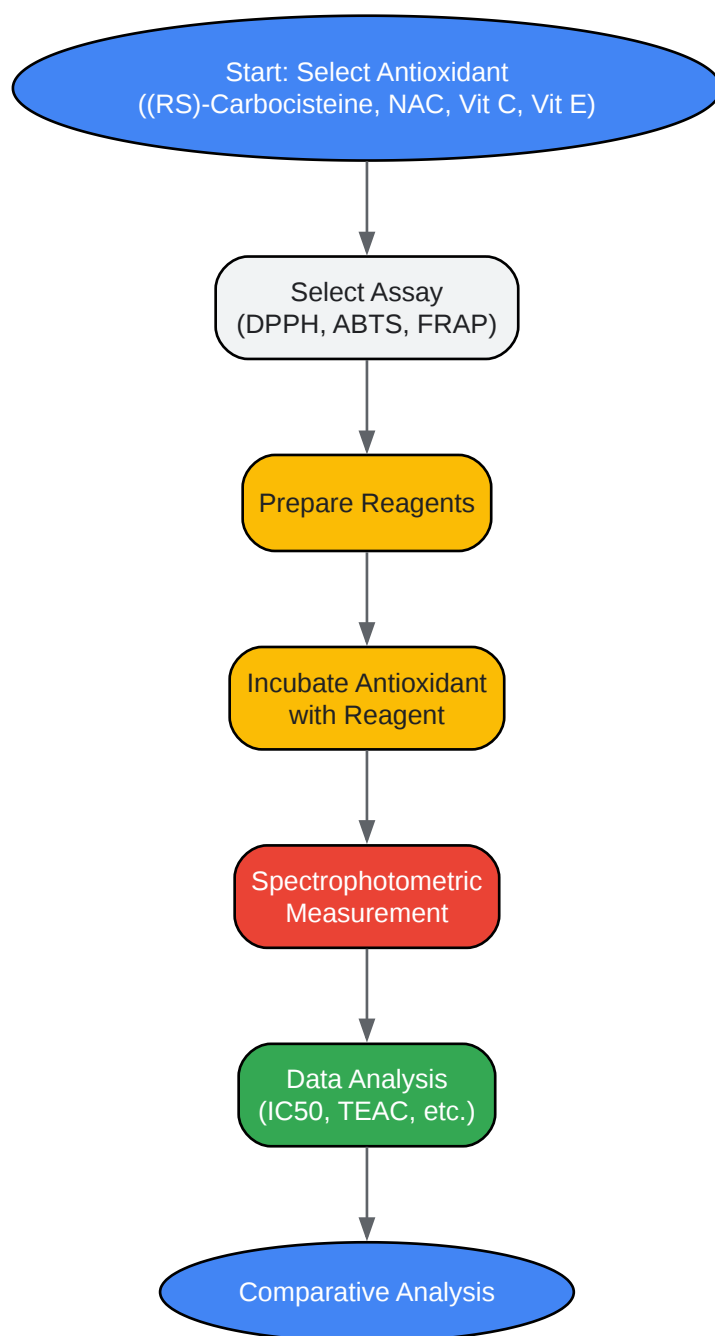 Start: Select Antioxidant
((RS)-Carbocisteine, NAC, Vit C, Vit E)
Select Assay
(DPPH, ABTS, FRAP)
Prepare Reagents
Incubate Antioxidant
with Reagent
Spectrophotometric
Measurement
Data Analysis
(IC50, TEAC, etc.)
Comparative Analysis